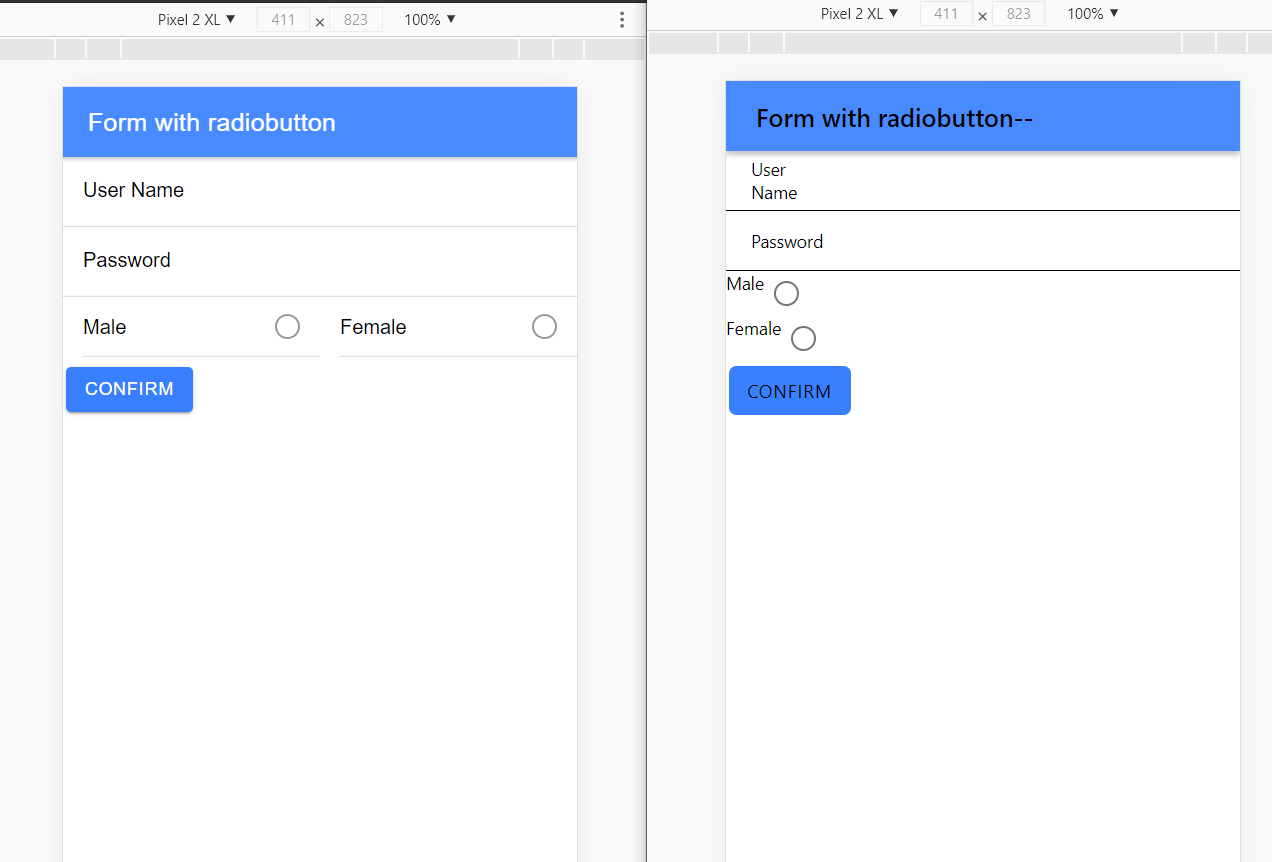 Pixel 2 XL ▼ 411 × 823 100% ▼
Form with radiobutton
User Name
Password
Male Female
CONFIRM
Pixel 2 XL ▼ 411 × 823 100% ▼
Form with radiobutton--
User
Name
Password
Male
Female
CONFIRM